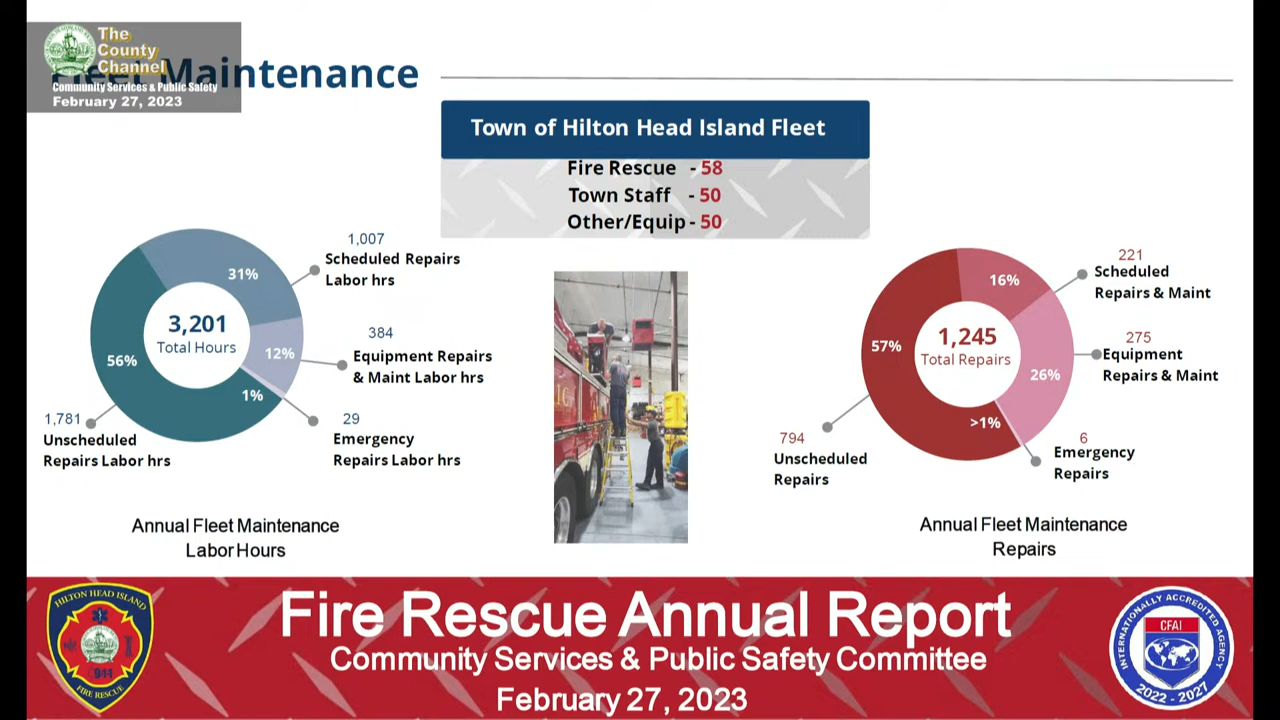 The
County
Channel
Community Services & Public Safety
February 27, 2023
Fleet Maintenance
Town of Hilton Head Island Fleet
Fire Rescue - 58
Town Staff - 50
Other/Equip - 50
31%
12%
1%
56%
3,201
Total Hours
1,007
Scheduled Repairs
Labor hrs
384
Equipment Repairs
& Maint Labor hrs
29
Emergency
Repairs Labor hrs
1,781
Unscheduled
Repairs Labor hrs
Annual Fleet Maintenance
Labor Hours
16%
26%
>1%
57%
1,245
Total Repairs
221
Scheduled
Repairs & Maint
275
Equipment
Repairs & Maint
6
Emergency
Repairs
794
Unscheduled
Repairs
Annual Fleet Maintenance
Repairs
HILTON HEAD ISLAND
911
FIRE RESCUE
Fire Rescue Annual Report
Community Services & Public Safety Committee
February 27, 2023
INTERNATIONALLY ACCREDITED AGENCY
CFAI
2022 - 2027